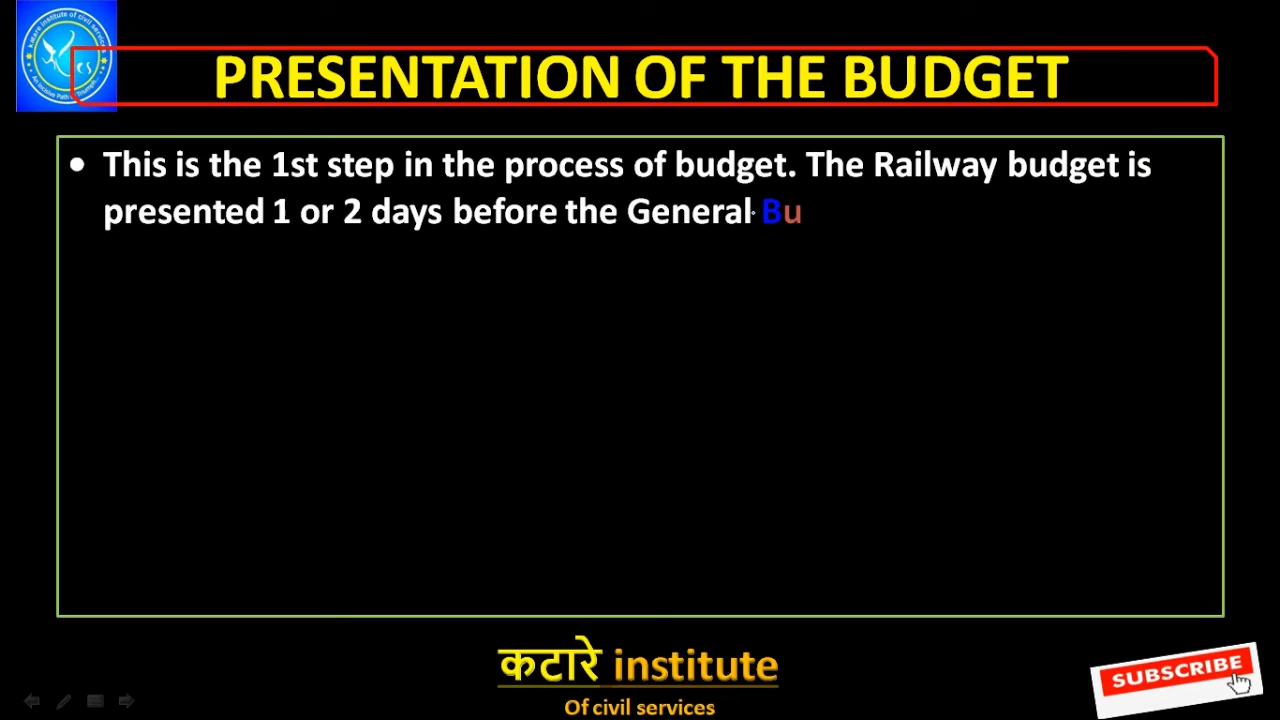 PRESENTATION OF THE BUDGET
• This is the 1st step in the process of budget. The Railway budget is
presented 1 or 2 days before the General Bu
कटारे institute
Of civil services
SUBSCRIBE